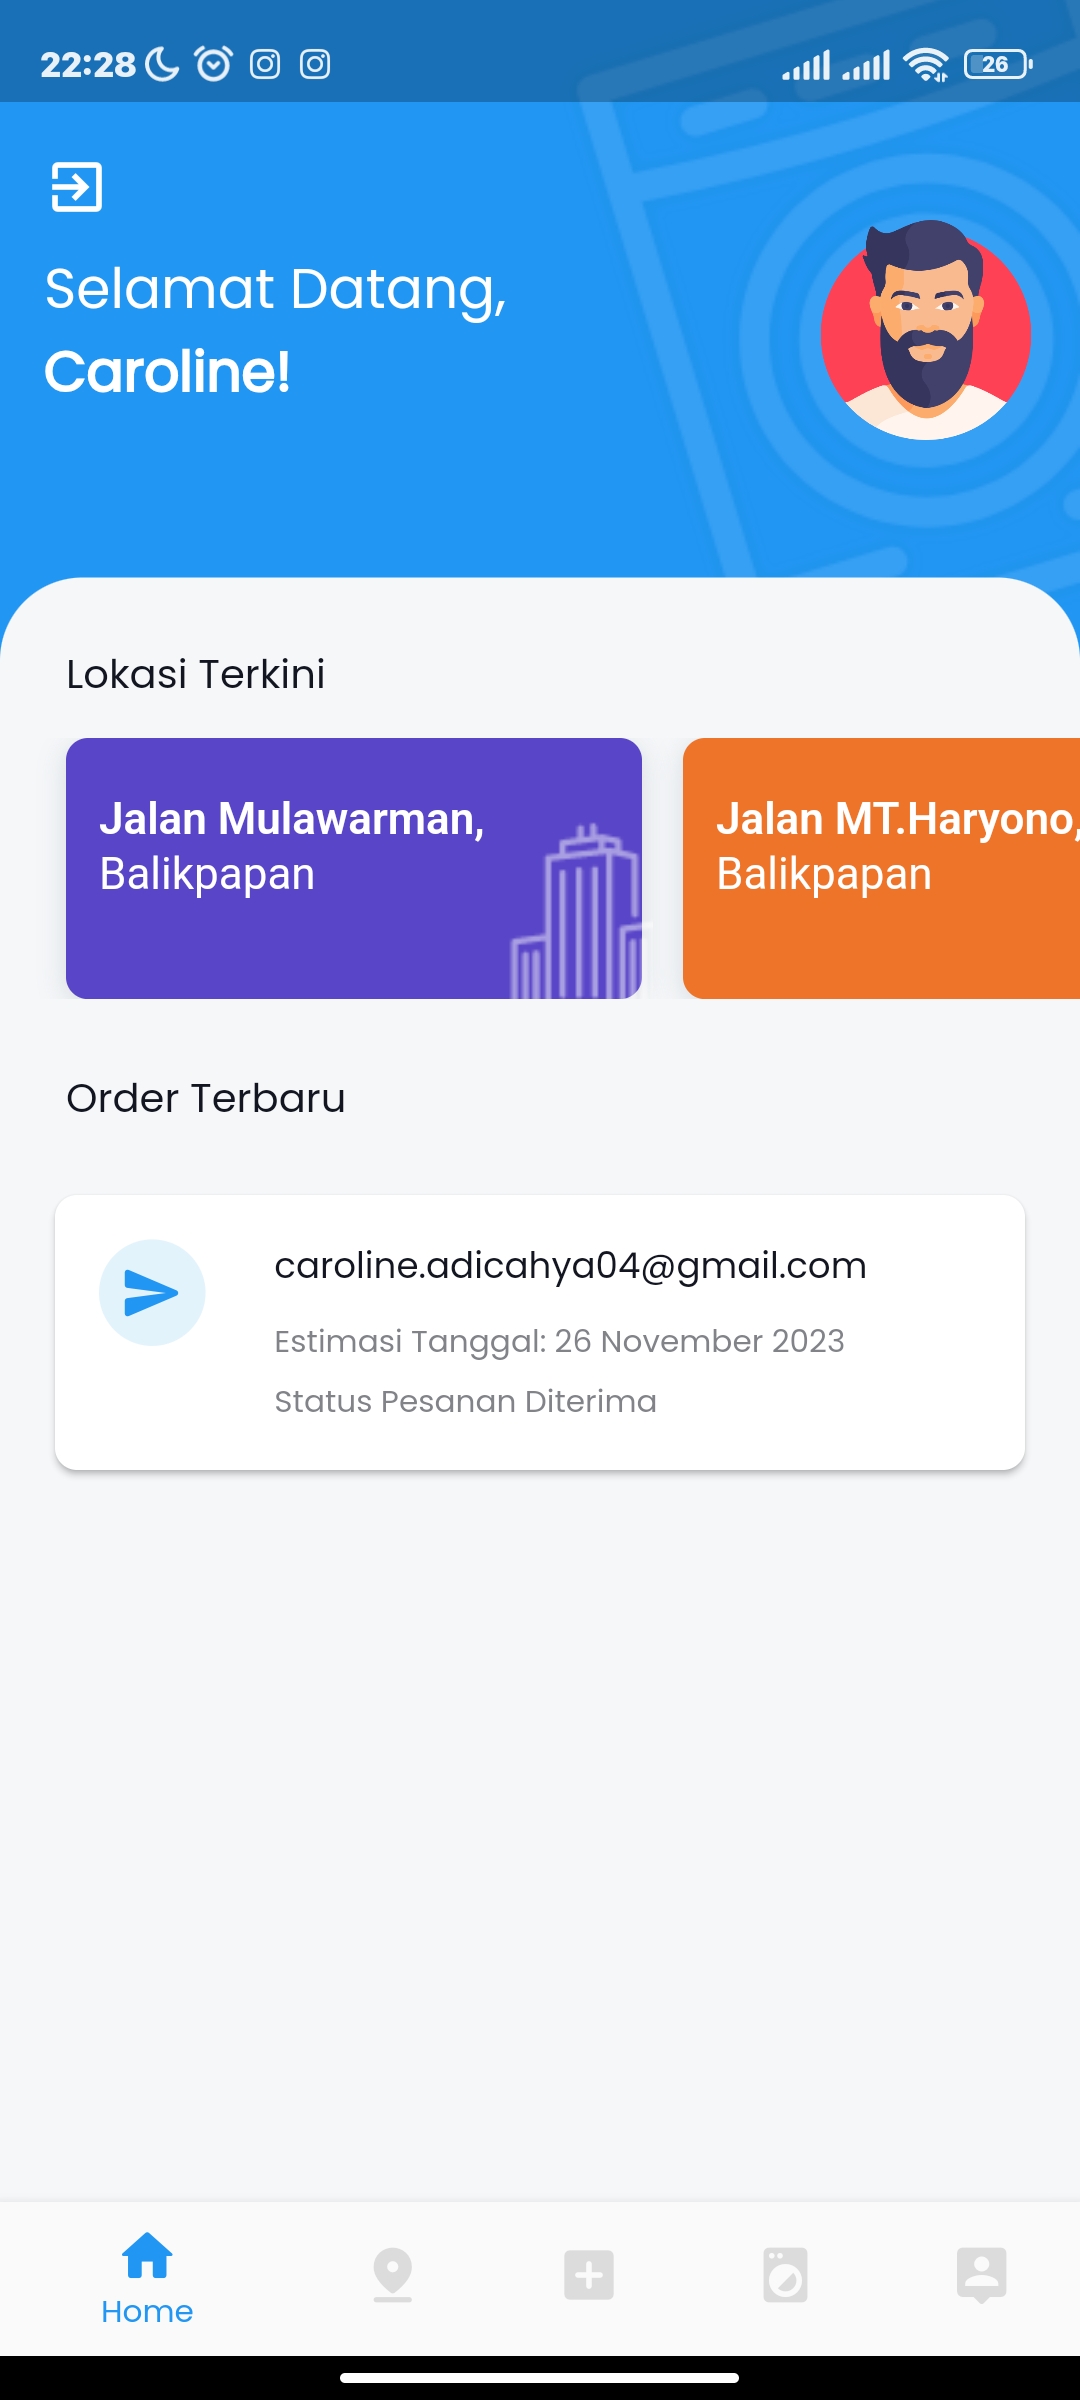 22:28
26
Selamat Datang,
Caroline!
Lokasi Terkini
Jalan Mulawarman,
Balikpapan
Jalan MT.Haryono,
Balikpapan
Order Terbaru
caroline.adicahya04@gmail.com
Estimasi Tanggal: 26 November 2023
Status Pesanan Diterima
Home